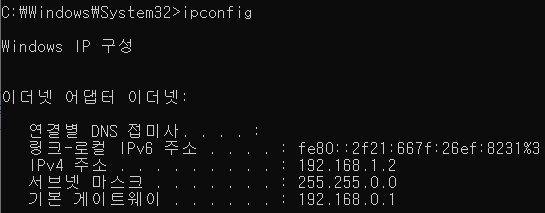 C:₩Windows₩System32>ipconfig
Windows IP 구성
이더넷 어댑터 이더넷:
연결별 DNS 접미사. . . . :
링크-로컬 IPv6 주소 . . . . : fe80::2f21:667f:26ef:8231%3
IPv4 주소 . . . . . . . . . : 192.168.1.2
서브넷 마스크 . . . . . . . : 255.255.0.0
기본 게이트웨이 . . . . . . : 192.168.0.1